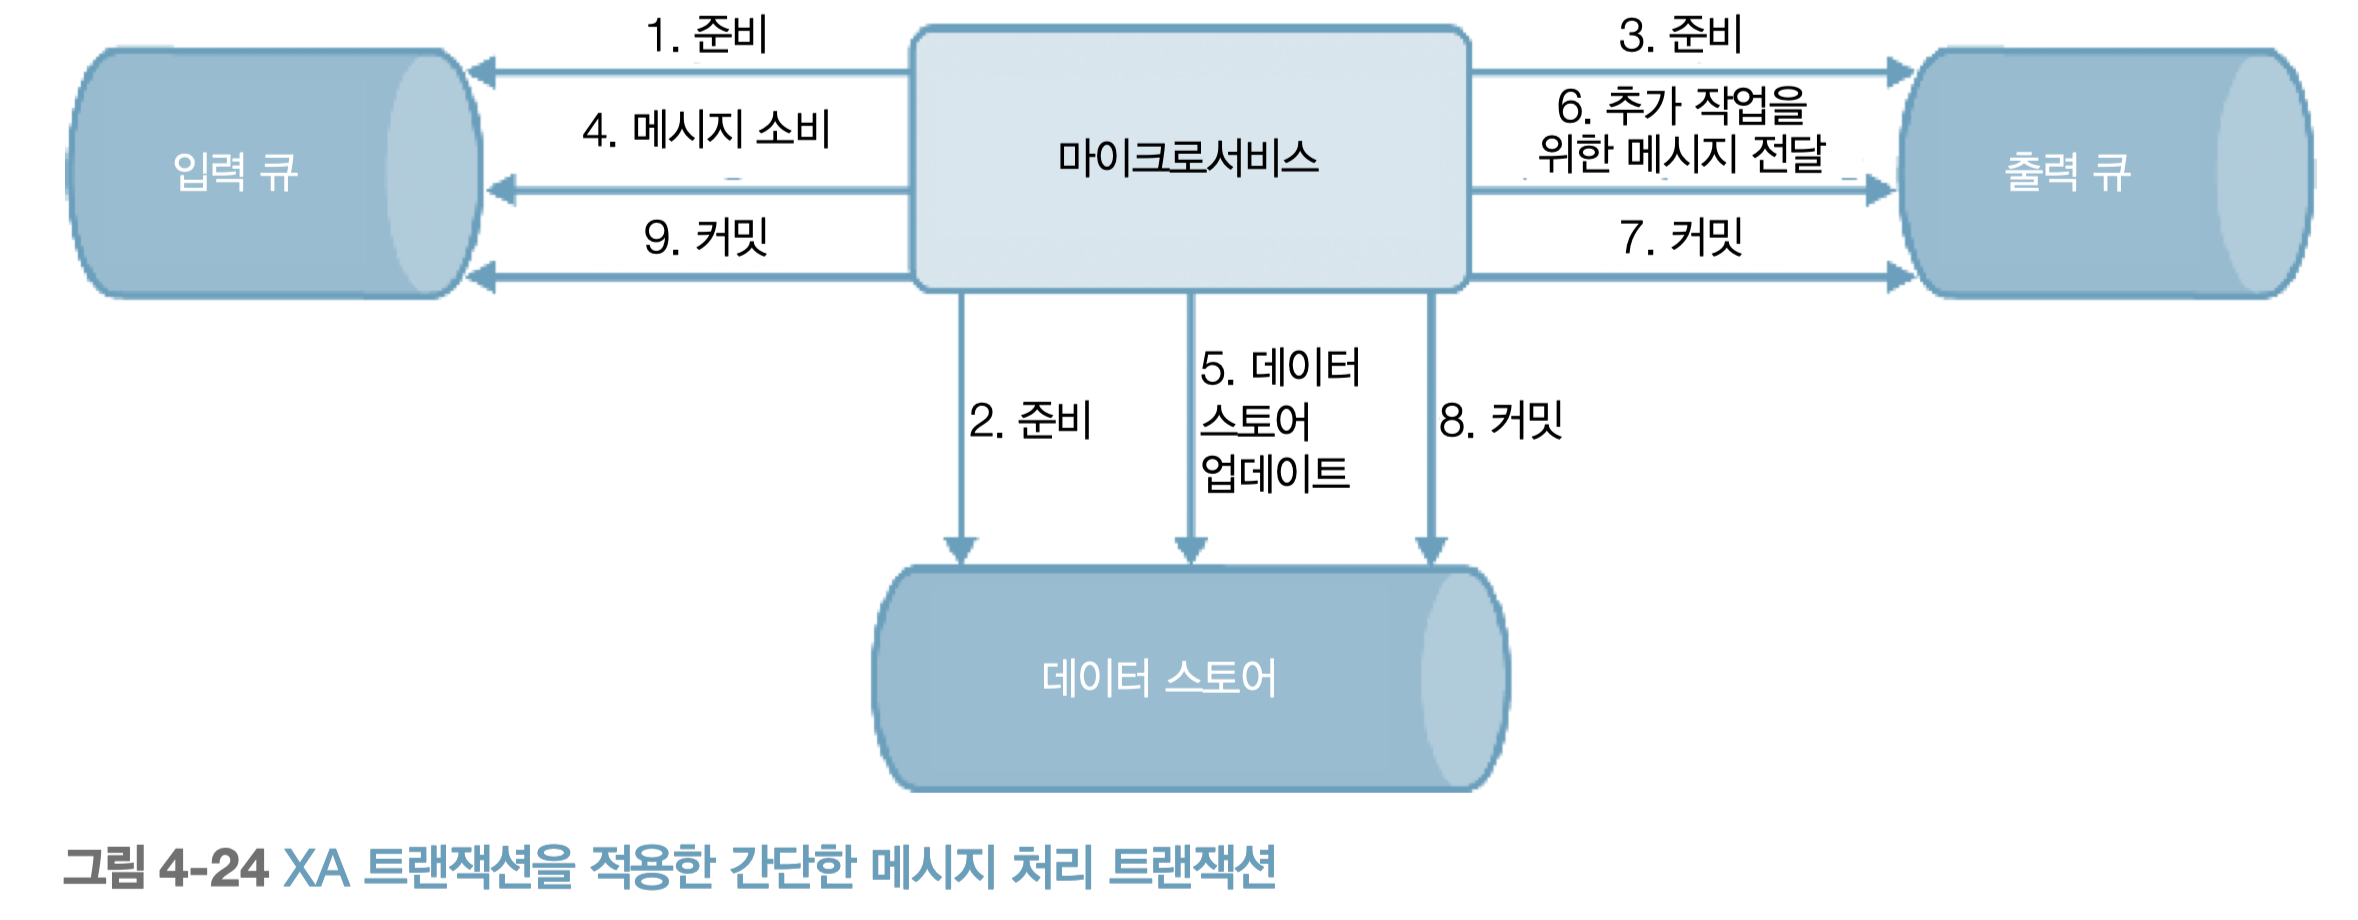 1. 준비
4. 메시지 소비
9. 커밋
입력 큐
마이크로서비스
3. 준비
6. 추가 작업을
위한 메시지 전달
7. 커밋
출력 큐
2. 준비
5. 데이터
스토어
업데이트
8. 커밋
데이터 스토어
그림 4-24 XA 트랜잭션을 적용한 간단한 메시지 처리 트랜잭션